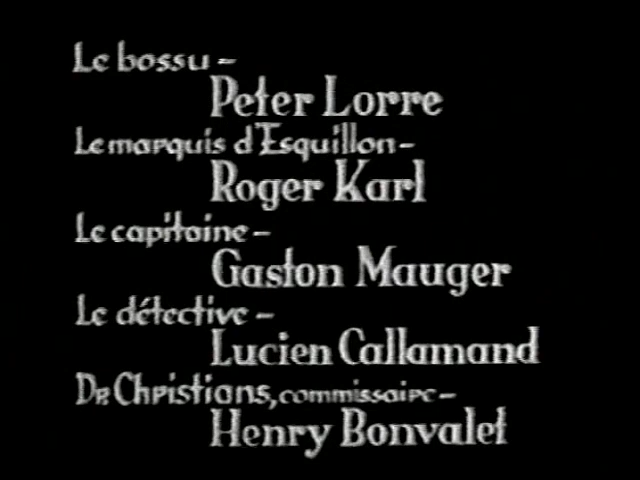 Le bossu –
Peter Lorre
Le marquis d'Esquillon –
Roger Karl
Le capitaine –
Gaston Mauger
Le détective –
Lucien Callamand
Dr. Christians, commissaire –
Henry Bonvalet